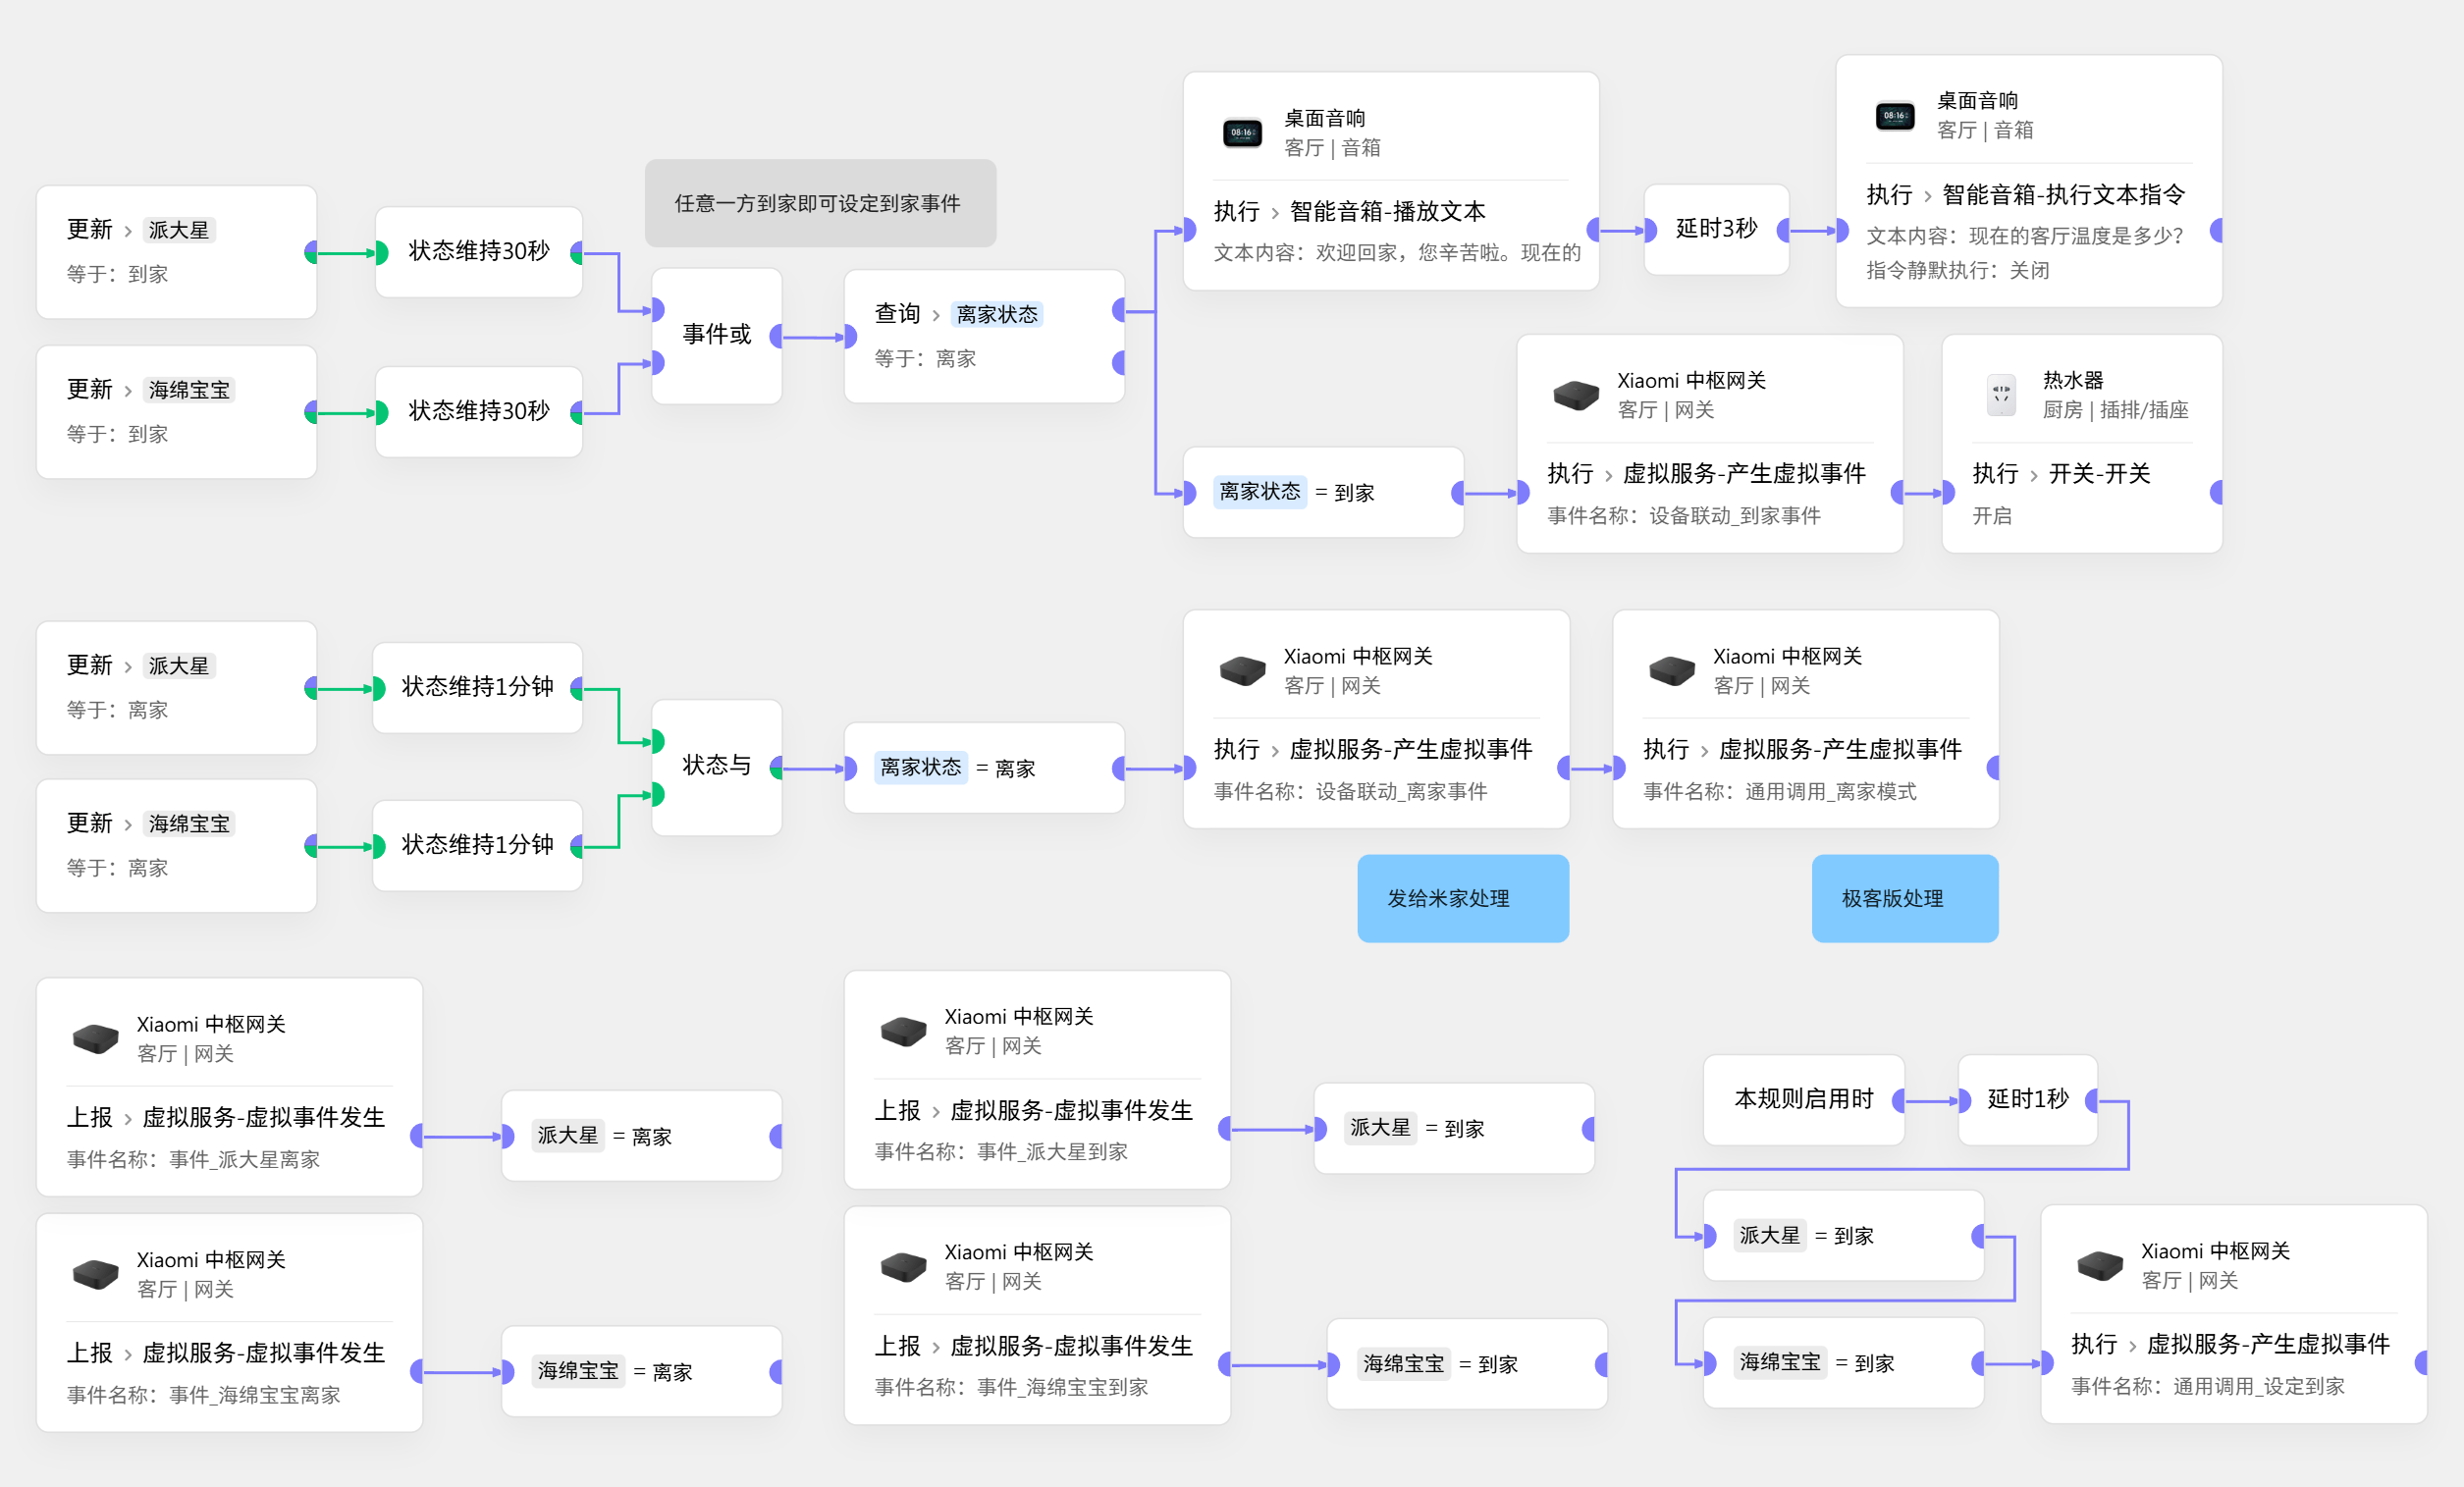 桌面音响
客厅 | 音箱
执行 › 智能音箱-播放文本
文本内容：欢迎回家，您辛苦啦。现在的
延时3秒
桌面音响
客厅 | 音箱
执行 › 智能音箱-执行文本指令
文本内容：现在的客厅温度是多少？
指令静默执行：关闭
任意一方到家即可设定到家事件
更新 › 派大星
等于：到家
状态维持30秒
更新 › 海绵宝宝
等于：到家
状态维持30秒
事件或
查询 › 离家状态
等于：离家
离家状态 = 到家
Xiaomi 中枢网关
客厅 | 网关
执行 › 虚拟服务-产生虚拟事件
事件名称：设备联动_到家事件
热水器
厨房 | 插排/插座
执行 › 开关-开关
开启
更新 › 派大星
等于：离家
状态维持1分钟
更新 › 海绵宝宝
等于：离家
状态维持1分钟
状态与
离家状态 = 离家
Xiaomi 中枢网关
客厅 | 网关
执行 › 虚拟服务-产生虚拟事件
事件名称：设备联动_离家事件
Xiaomi 中枢网关
客厅 | 网关
执行 › 虚拟服务-产生虚拟事件
事件名称：通用调用_离家模式
发给米家处理
极客版处理
Xiaomi 中枢网关
客厅 | 网关
上报 › 虚拟服务-虚拟事件发生
事件名称：事件_派大星离家
派大星 = 离家
Xiaomi 中枢网关
客厅 | 网关
上报 › 虚拟服务-虚拟事件发生
事件名称：事件_派大星到家
派大星 = 到家
Xiaomi 中枢网关
客厅 | 网关
上报 › 虚拟服务-虚拟事件发生
事件名称：事件_海绵宝宝离家
海绵宝宝 = 离家
Xiaomi 中枢网关
客厅 | 网关
上报 › 虚拟服务-虚拟事件发生
事件名称：事件_海绵宝宝到家
海绵宝宝 = 到家
本规则启用时
延时1秒
派大星 = 到家
海绵宝宝 = 到家
Xiaomi 中枢网关
客厅 | 网关
执行 › 虚拟服务-产生虚拟事件
事件名称：通用调用_设定到家